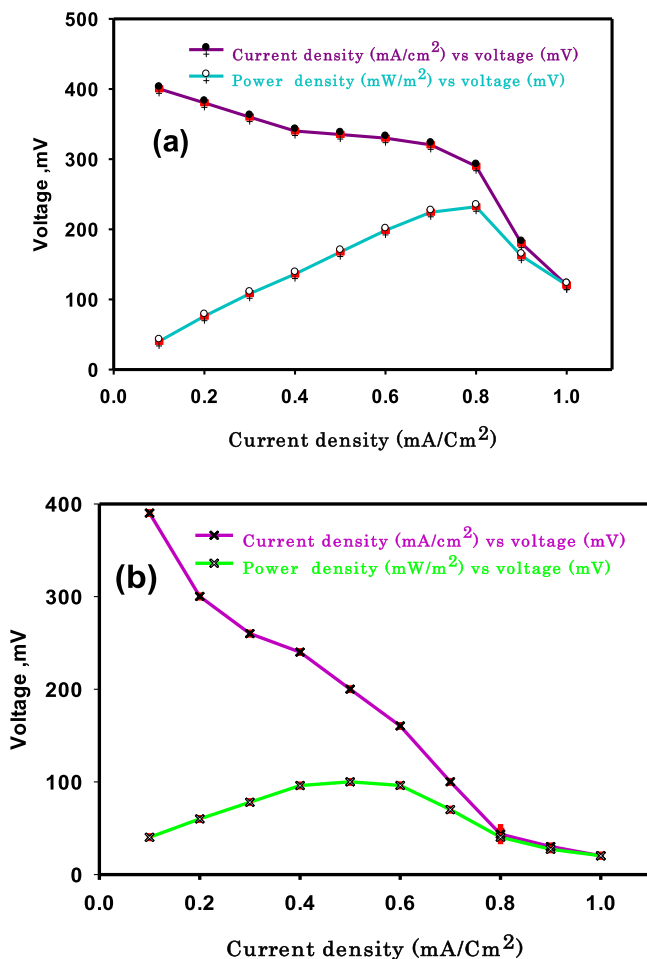 500
Current density (mA/cm²) vs voltage (mV)
Power density (mW/m²) vs voltage (mV)
400
(a)
300
Voltage ,mV
200
100
0
0.0 0.2 0.4 0.6 0.8 1.0
Current density (mA/Cm²)
400
Current density (mA/cm²) vs voltage (mV)
Power density (mW/m²) vs voltage (mV)
(b)
300
Voltage ,mV
200
100
0
0.0 0.2 0.4 0.6 0.8 1.0
Current density (mA/Cm²)